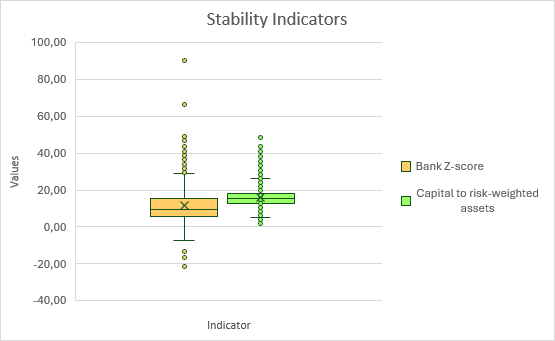 Stability Indicators
100,00
80,00
60,00
40,00
20,00
0,00
-20,00
-40,00
Values
Indicator
Bank Z-score
Capital to risk-weighted
assets